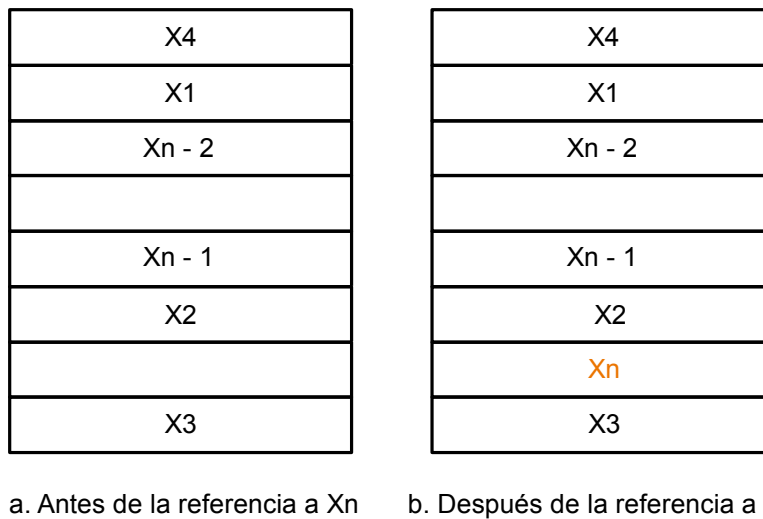 X4
X1
Xn - 2
Xn - 1
X2
X3
a. Antes de la referencia a Xn
X4
X1
Xn - 2
Xn - 1
X2
Xn
X3
b. Después de la referencia a